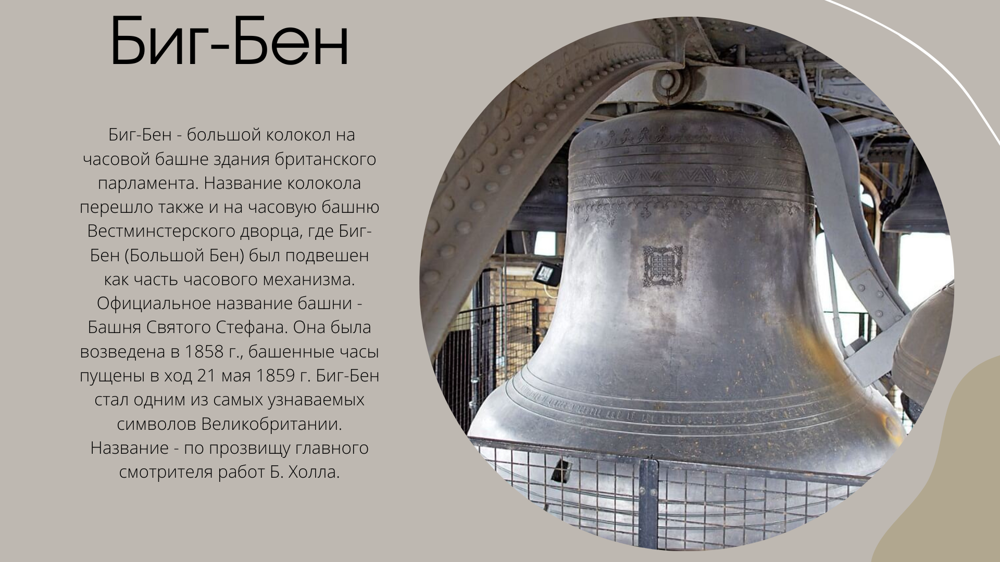 Биг-Бен
Биг-Бен - большой колокол на
часовой башне здания британского
парламента. Название колокола
перешло также и на часовую башню
Вестминстерского дворца, где Биг-
Бен (Большой Бен) был подвешен
как часть часового механизма.
Официальное название башни -
Башня Святого Стефана. Она была
возведена в 1858 г., башенные часы
пущены в ход 21 мая 1859 г. Биг-Бен
стал одним из самых узнаваемых
символов Великобритании.
Название - по прозвищу главного
смотрителя работ Б. Холла.